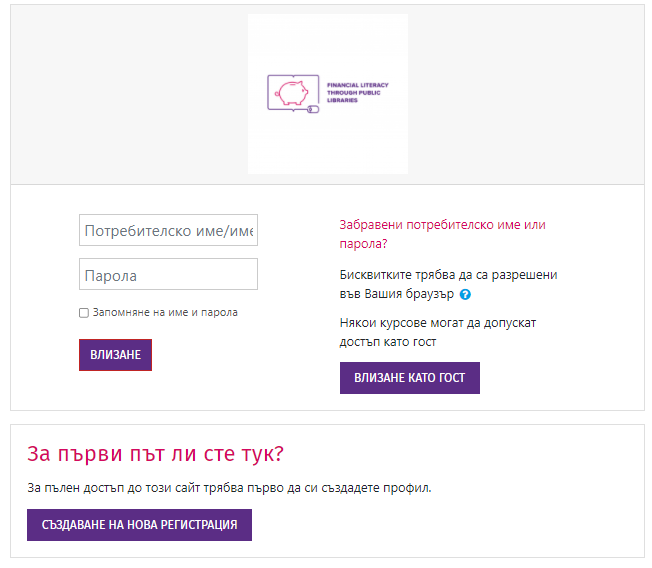 FINANCIAL LITERACY
THROUGH PUBLIC
LIBRARIES
Потребителско име/име
Парола
Запомняне на име и парола
ВЛИЗАНЕ
Забравени потребителско име или
парола?
Бисквитките трябва да са разрешени
във Вашия браузър ?
Някои курсове могат да допускат
достъп като гост
ВЛИЗАНЕ КАТО ГОСТ
За първи път ли сте тук?
За пълен достъп до този сайт трябва първо да си създадете профил.
СЪЗДАВАНЕ НА НОВА РЕГИСТРАЦИЯ